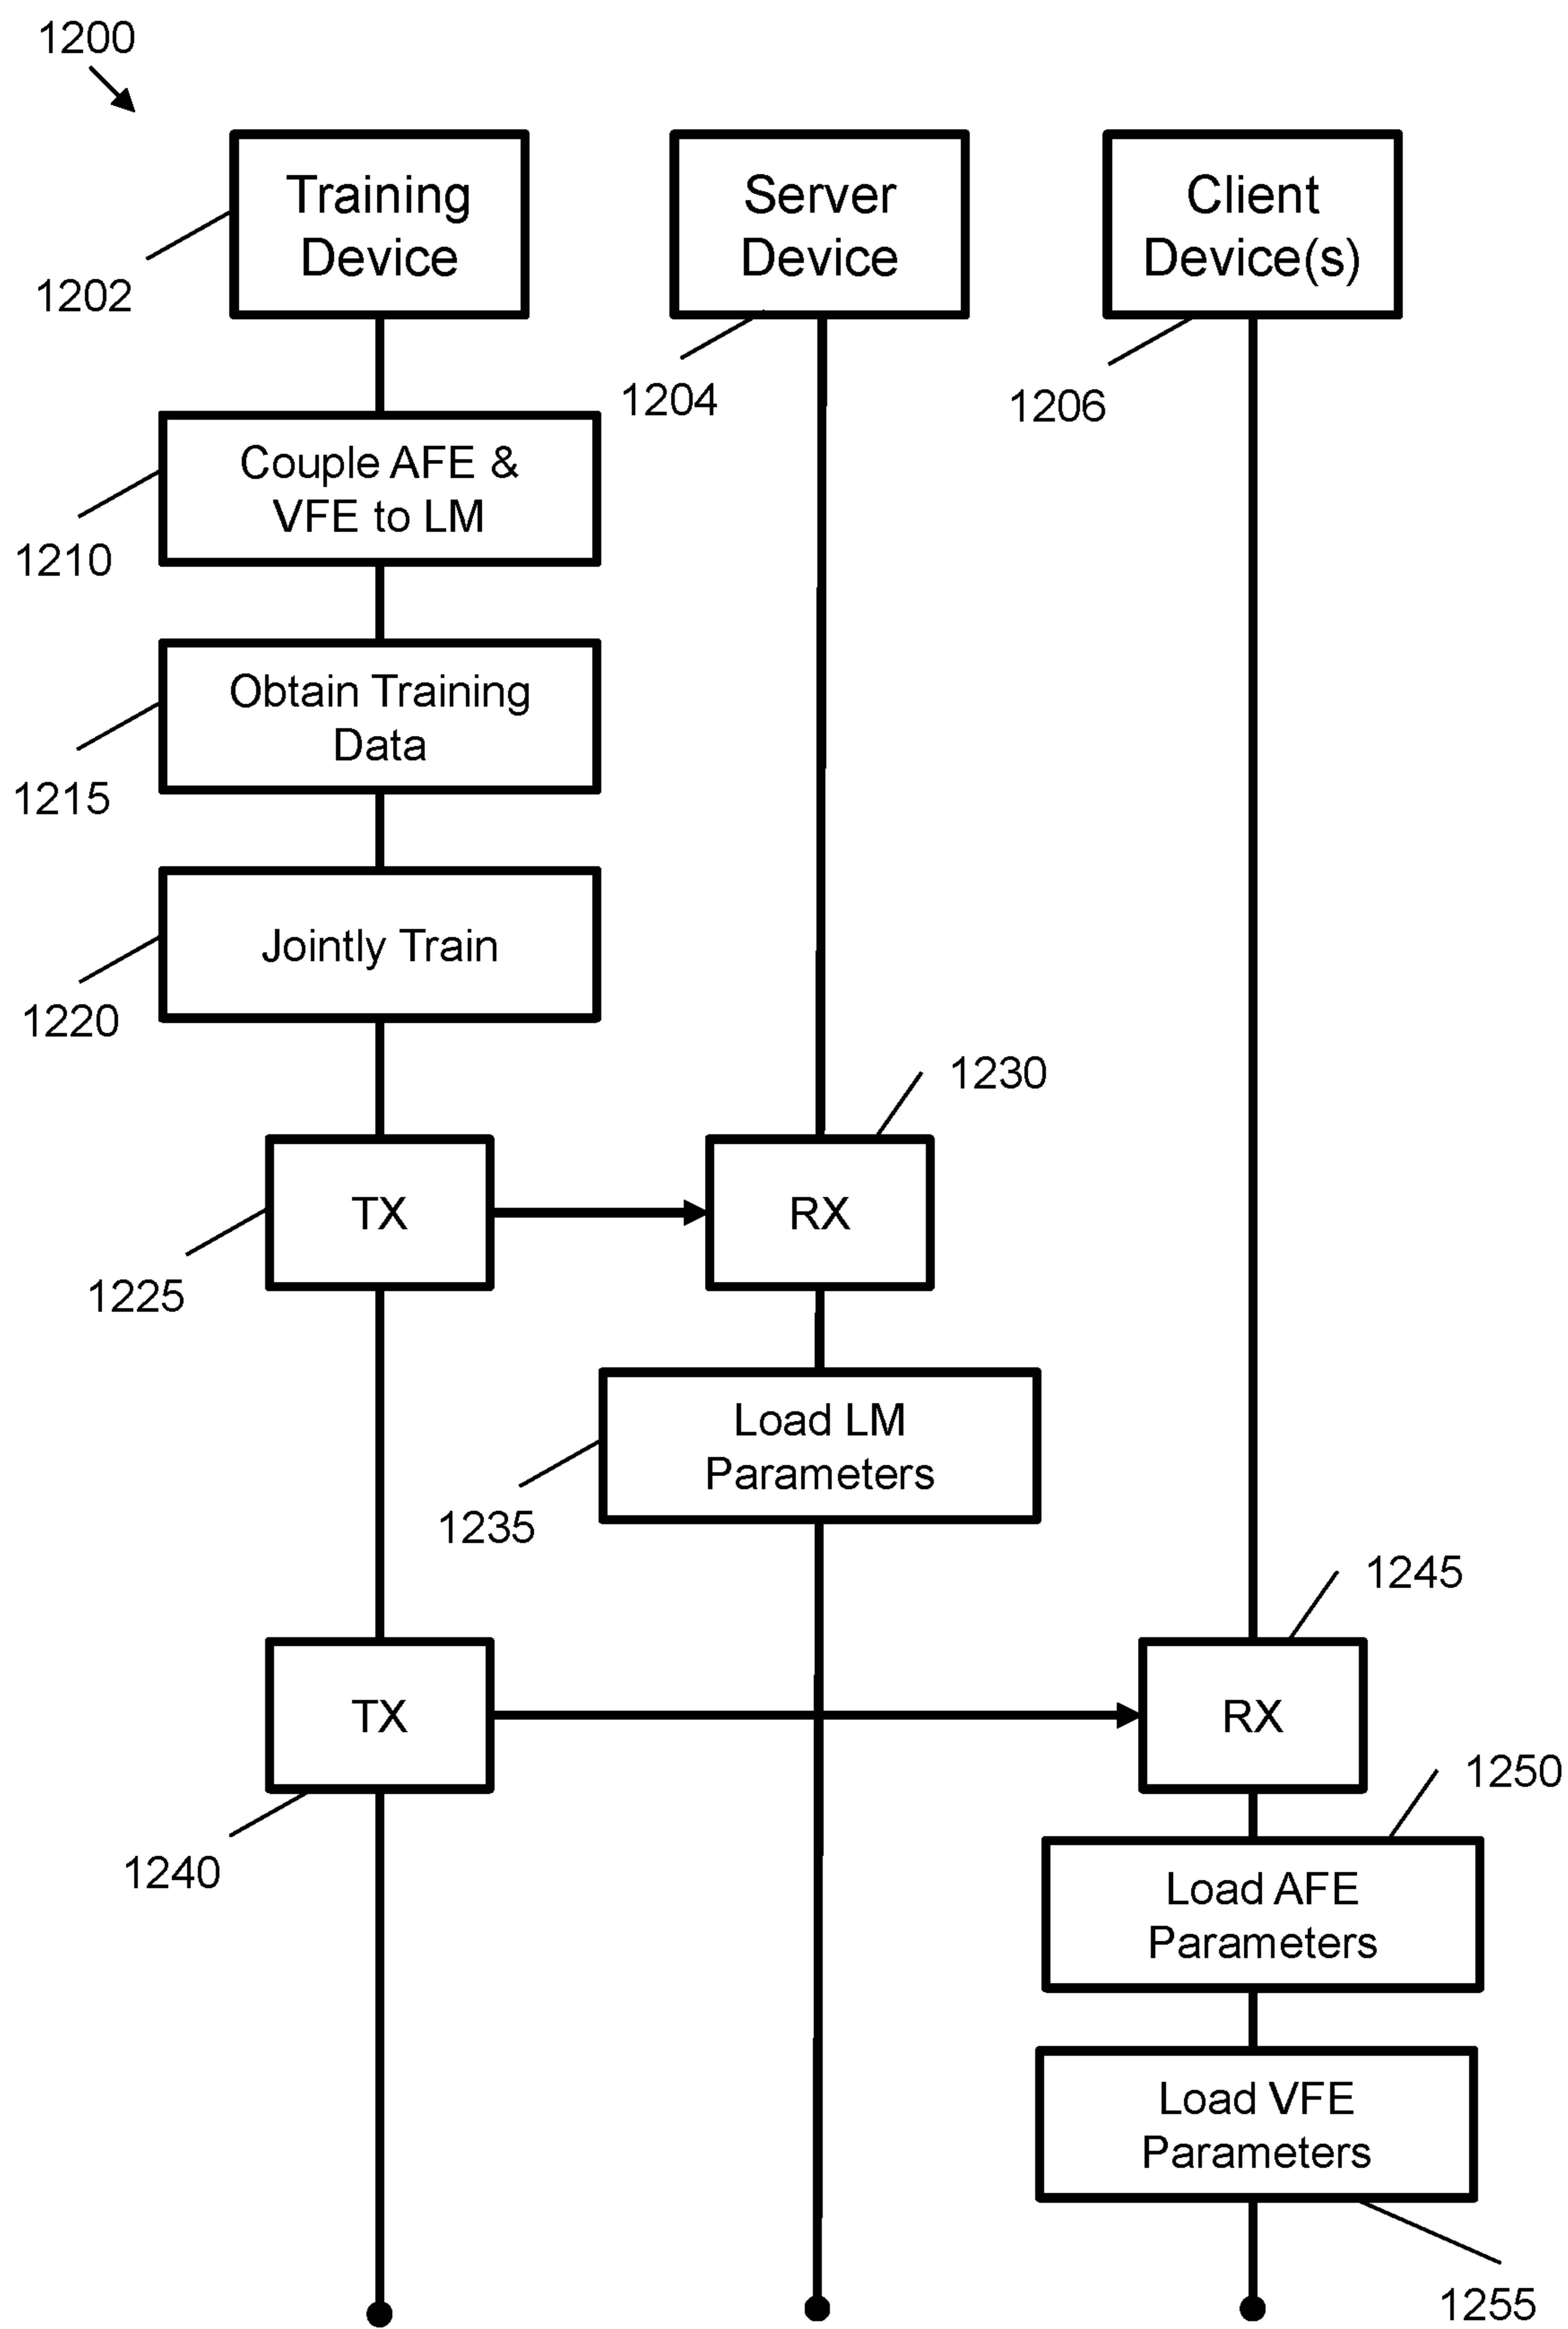 1200
Training
Device
Server
Device
Client
Device(s)
1202
1204
1206
Couple AFE &
VFE to LM
1210
Obtain Training
Data
1215
Jointly Train
1220
1230
TX
RX
1225
Load LM
Parameters
1235
1245
TX
RX
1240
1250
Load AFE
Parameters
Load VFE
Parameters
1255